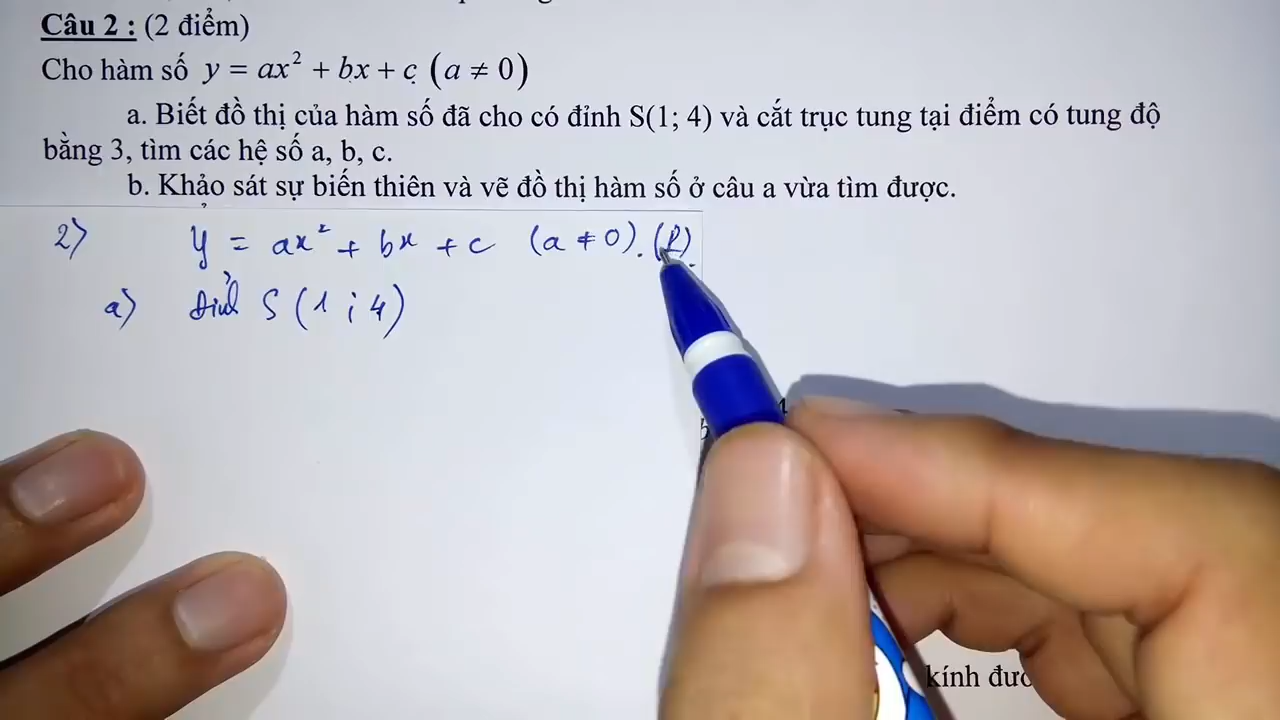 Câu 2 : (2 điểm)
Cho hàm số y = ax² + bx + c (a ≠ 0)
a. Biết đồ thị của hàm số đã cho có đỉnh S(1; 4) và cắt trục tung tại điểm có tung độ
bằng 3, tìm các hệ số a, b, c.
b. Khảo sát sự biến thiên và vẽ đồ thị hàm số ở câu a vừa tìm được.
2) y = ax² + bx + c (a ≠ 0). (P).
a) Đỉnh S (1 ; 4)
kính